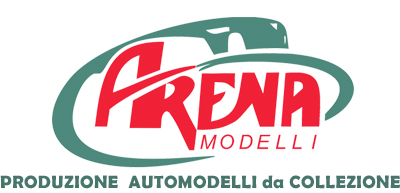 ARENA
MODELLI
PRODUZIONE AUTOMODELLI da COLLEZIONE